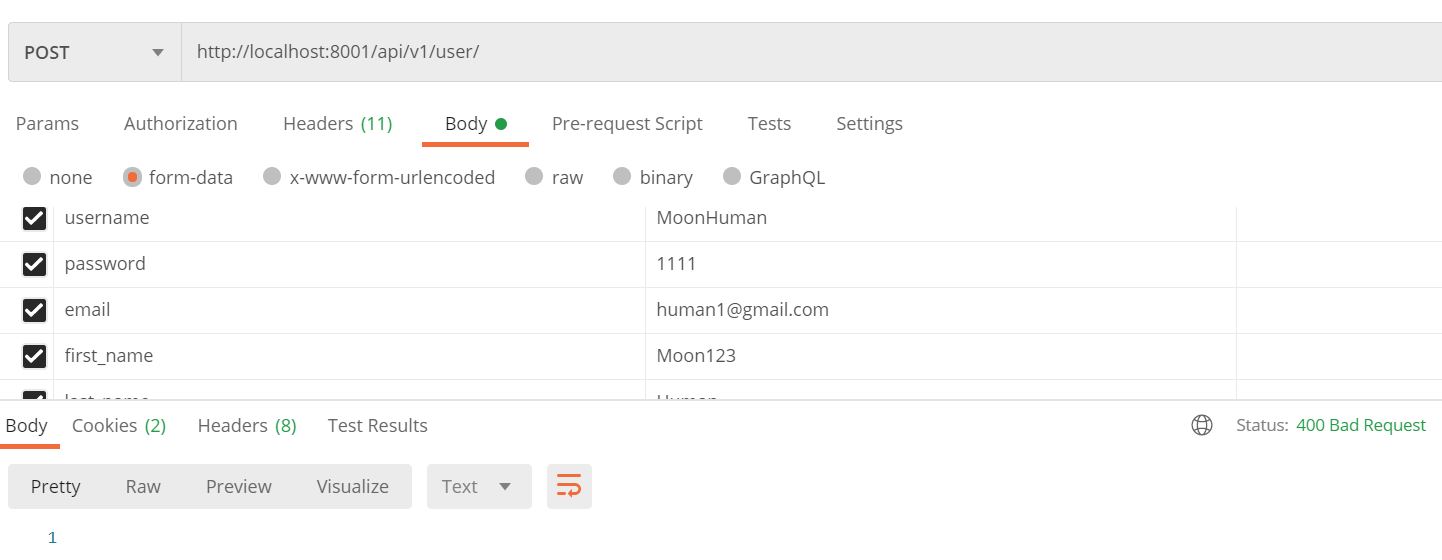 POST http://localhost:8001/api/v1/user/
Params Authorization Headers (11) Body Pre-request Script Tests Settings
none form-data x-www-form-urlencoded raw binary GraphQL
username MoonHuman
password 1111
email human1@gmail.com
first_name Moon123
Body Cookies (2) Headers (8) Test Results Status: 400 Bad Request
Pretty Raw Preview Visualize Text
1